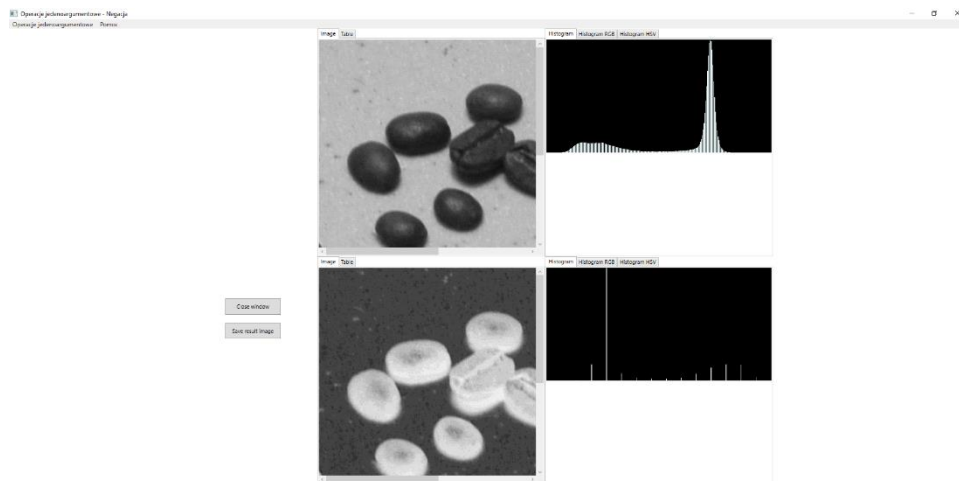 Operacje jednoargumentowe - Negacja
Operacje jednoargumentowe Pomoc
Image Table
Histogram Histogram RGB Histogram HSV
Image Table
Histogram Histogram RGB Histogram HSV
Close window
Save result image